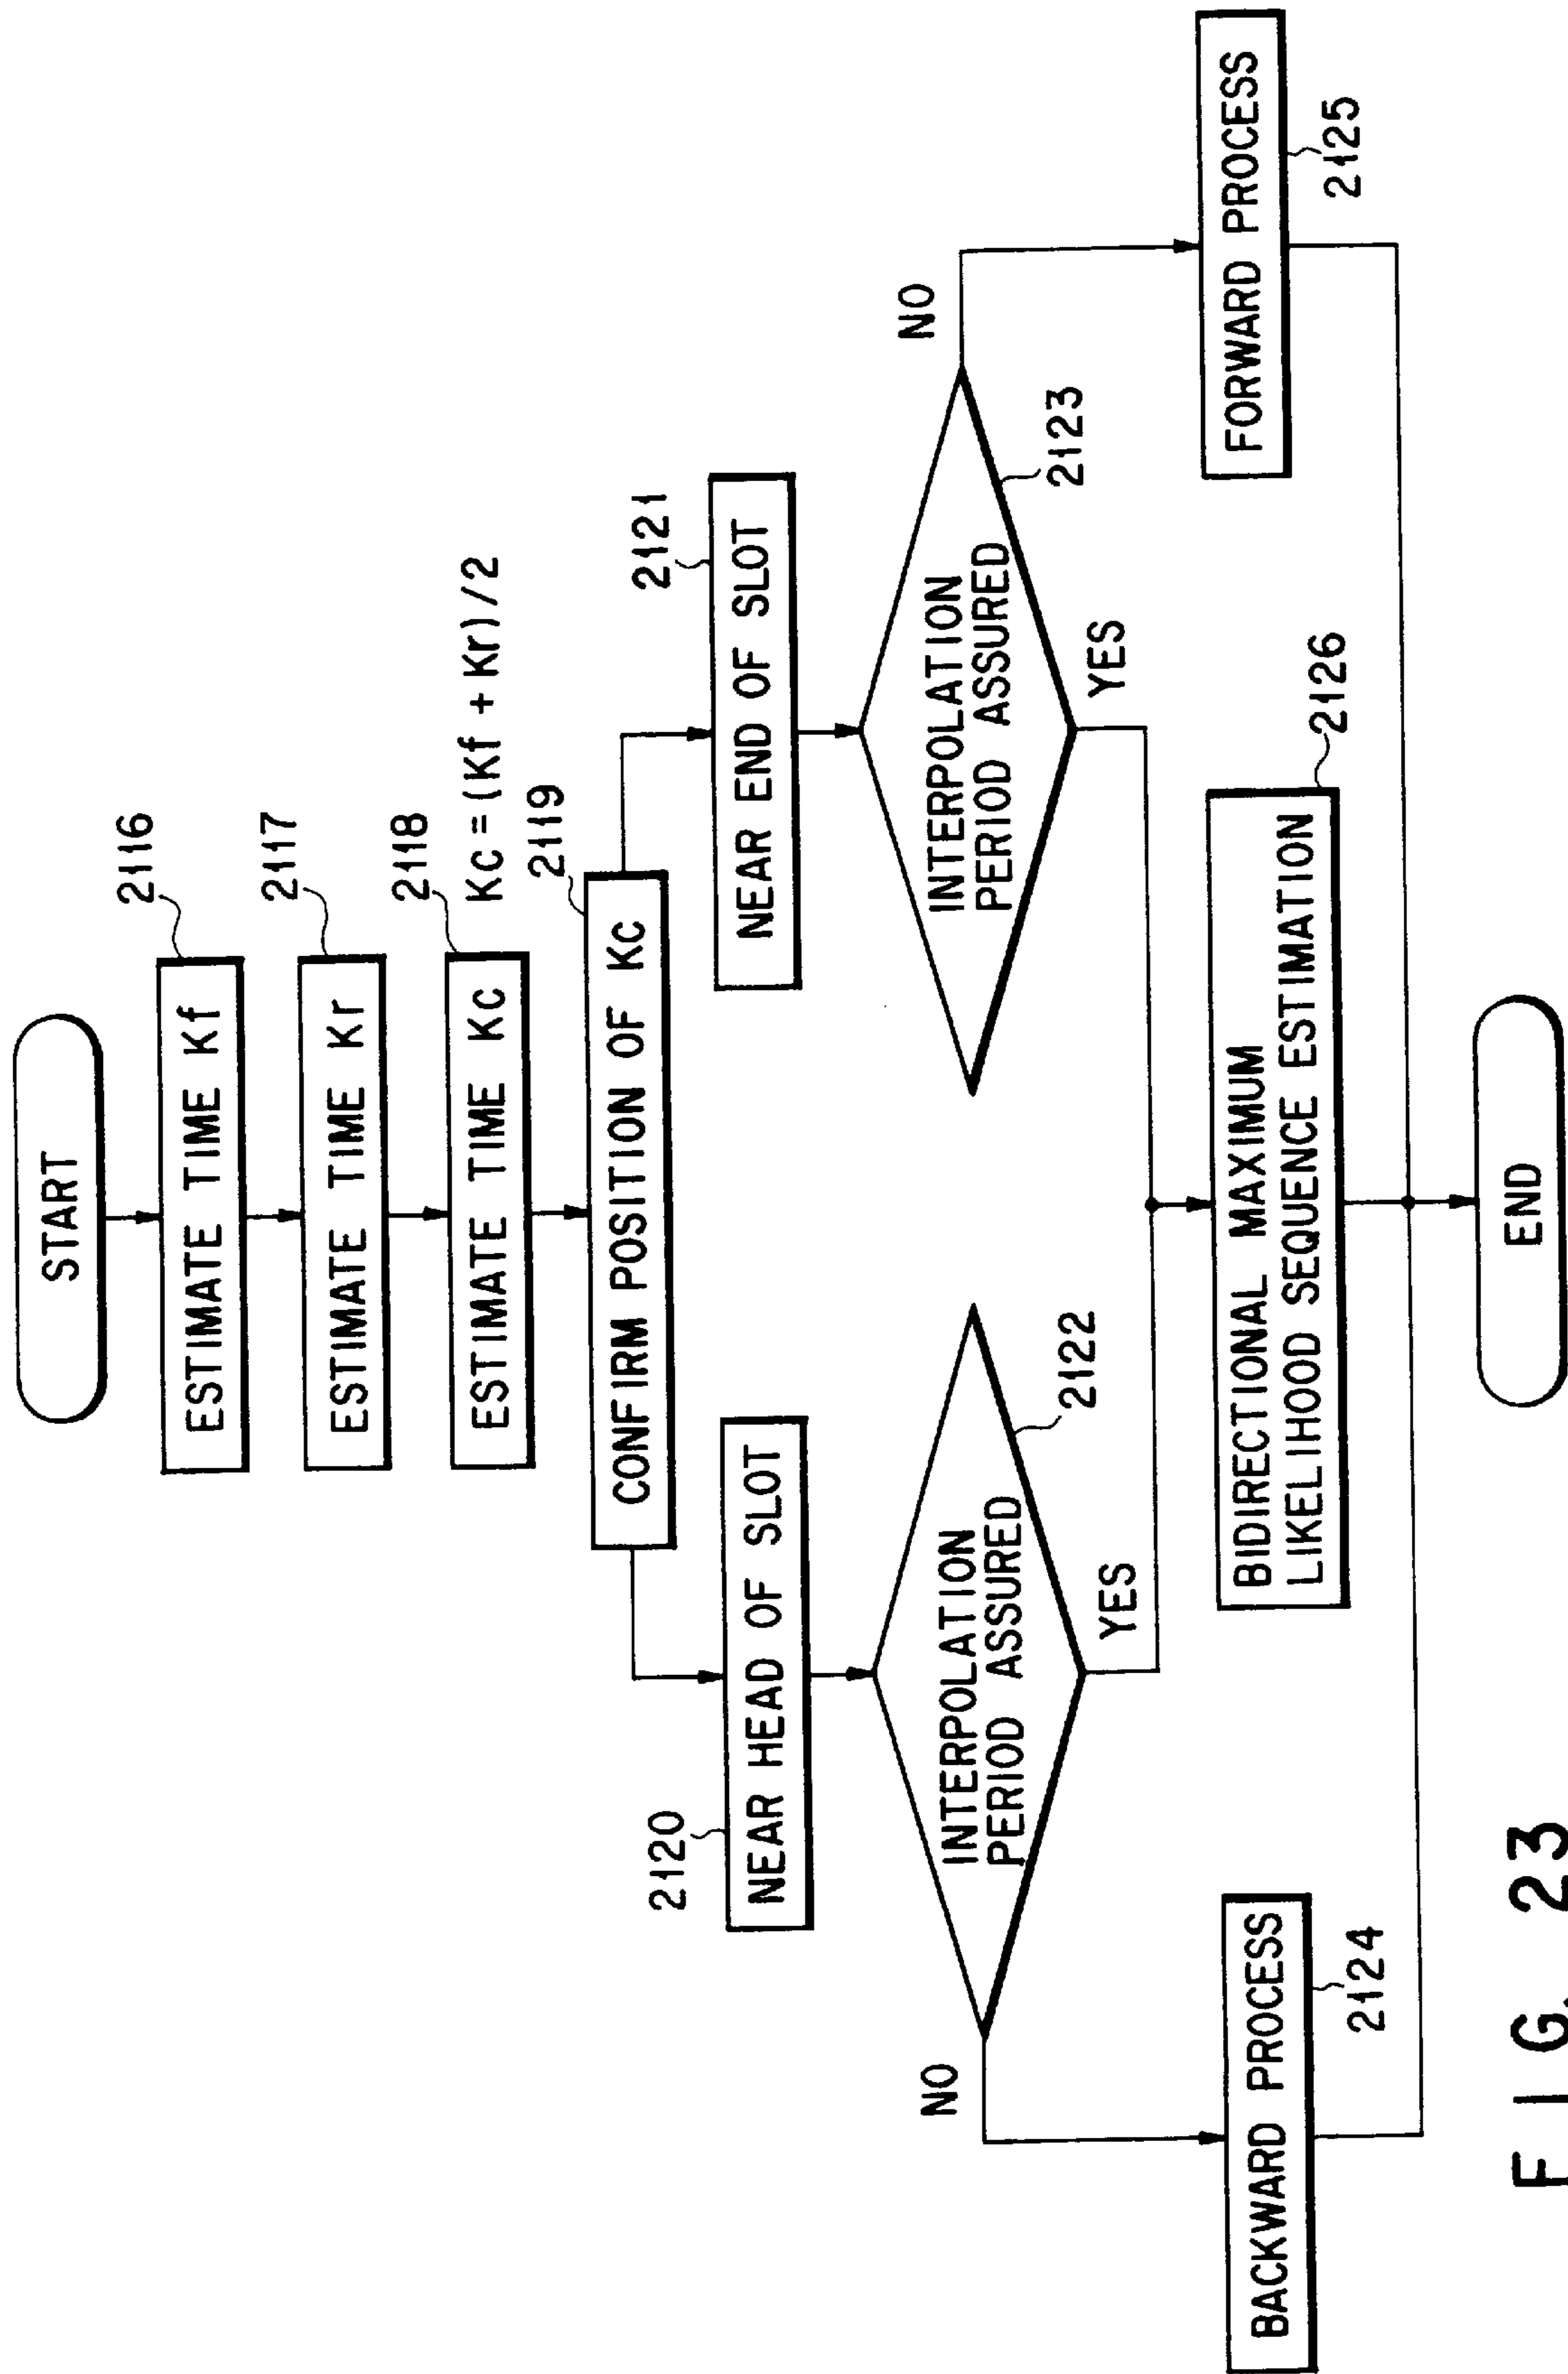 START
2116
ESTIMATE TIME Kf
2117
ESTIMATE TIME Kr
2118
ESTIMATE TIME Kc
Kc = (Kf + Kr)/2
2119
CONFIRM POSITION OF Kc
2120
NEAR HEAD OF SLOT
2121
NEAR END OF SLOT
NO
INTERPOLATION
PERIOD ASSURED
2122
YES
INTERPOLATION
PERIOD ASSURED
NO
2123
YES
BACKWARD PROCESS
2124
BIDIRECTIONAL MAXIMUM
LIKELIHOOD SEQUENCE ESTIMATION
2126
FORWARD PROCESS
2125
END
FIG. 23